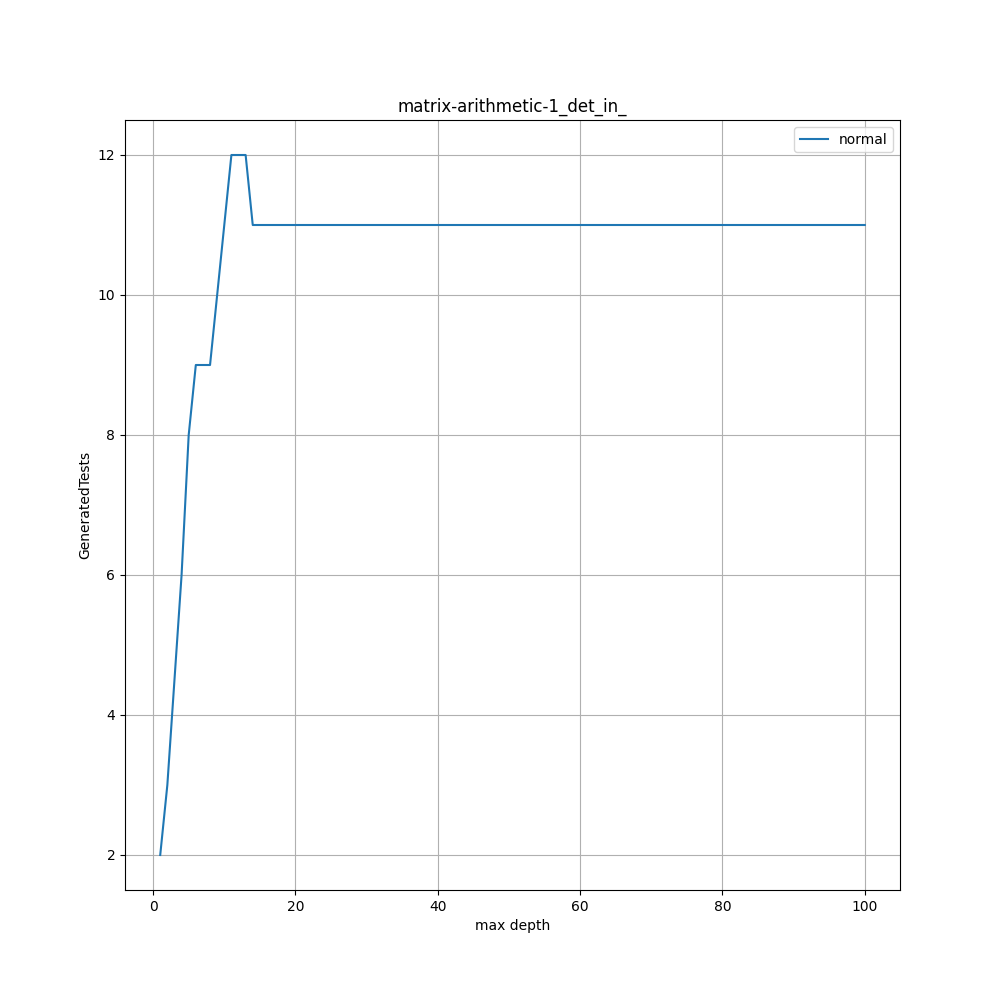 matrix-arithmetic-1_det_in_
normal
12
10
8
6
4
2
GeneratedTests
0 20 40 60 80 100
max depth